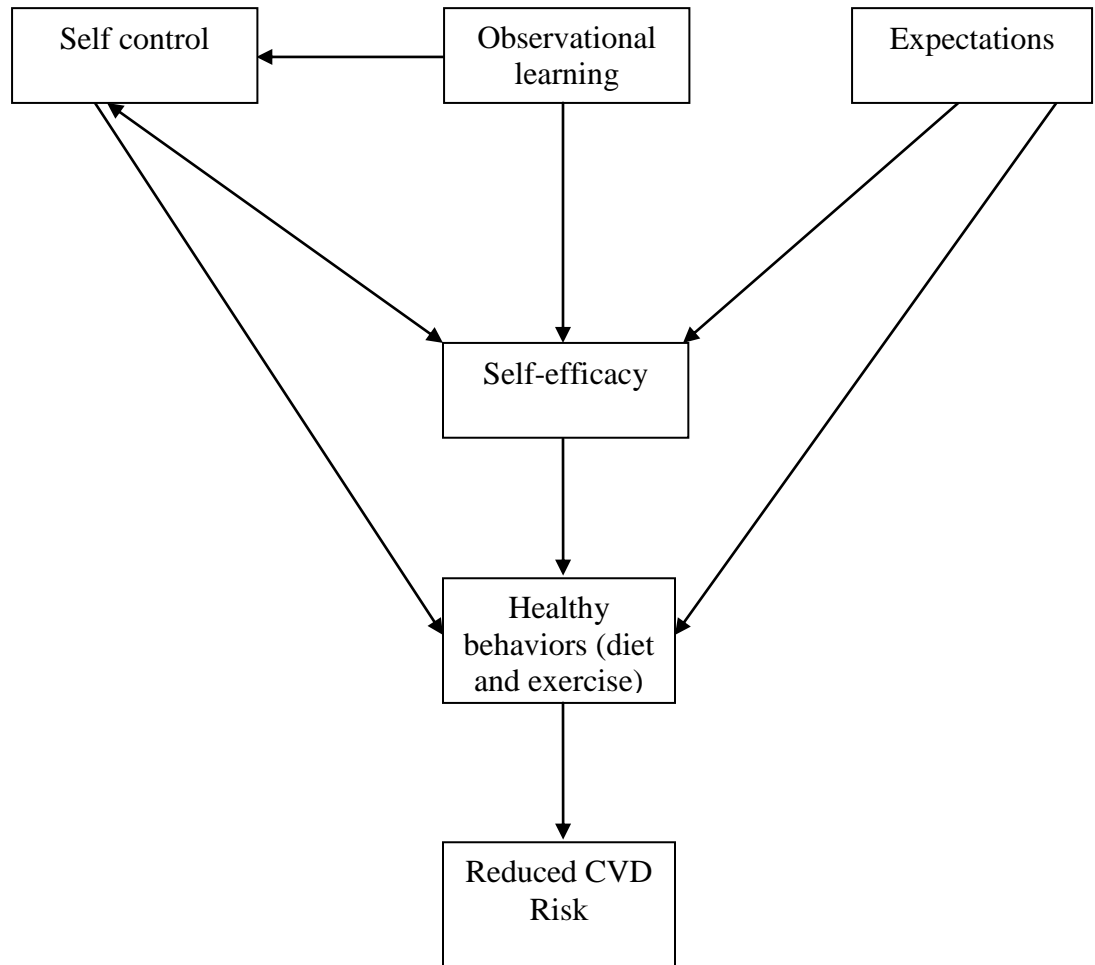 Self control
Observational
learning
Expectations
Self-efficacy
Healthy
behaviors (diet
and exercise)
Reduced CVD
Risk